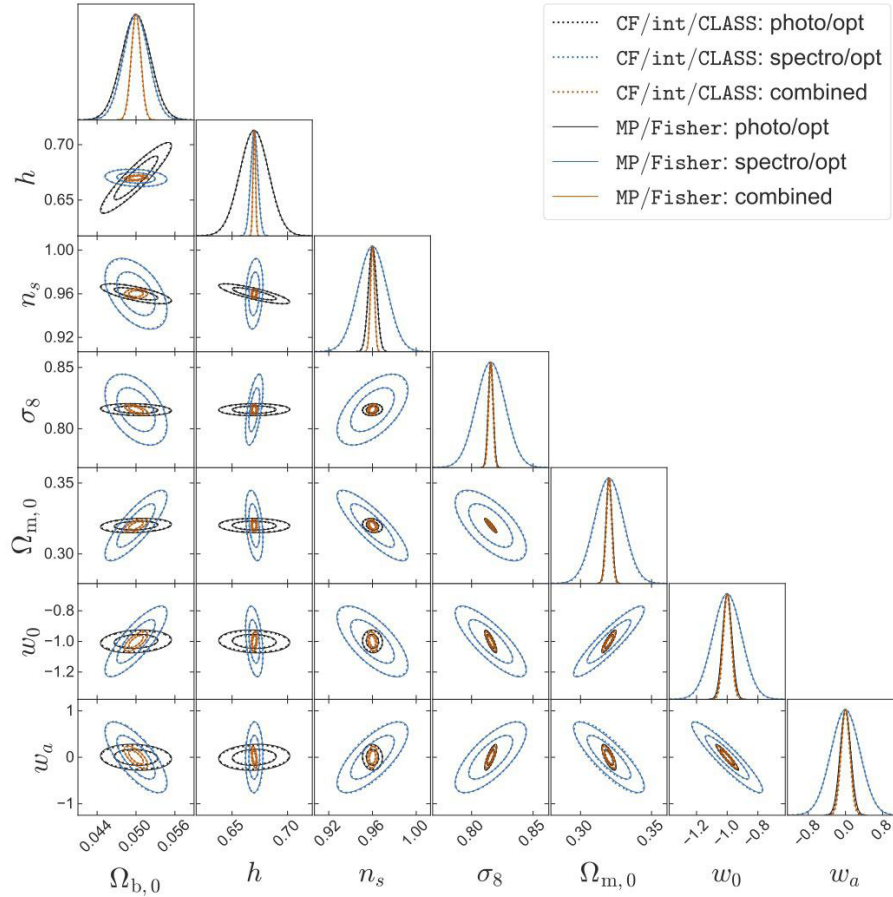 CF/int/CLASS: photo/opt
CF/int/CLASS: spectro/opt
CF/int/CLASS: combined
MP/Fisher: photo/opt
MP/Fisher: spectro/opt
MP/Fisher: combined
h
0.70
0.65
n_s
1.00
0.96
0.92
σ_8
0.85
0.80
Ω_{m,0}
0.35
0.30
w_0
−0.8
−1.0
−1.2
w_a
1
0
−1
0.044 0.050 0.056 0.65 0.70 0.92 0.96 1.00 0.80 0.85 0.30 0.35 −1.2 −1.0 −0.8 −0.8 0.0 0.8
Ω_{b,0} h n_s σ_8 Ω_{m,0} w_0 w_a